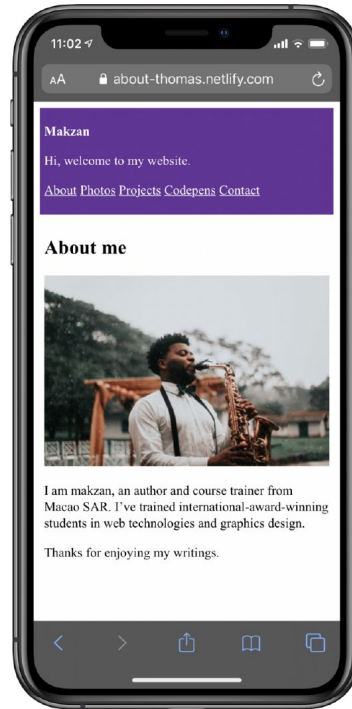 11:02
AA about-thomas.netlify.com
Makzan
Hi, welcome to my website.
About Photos Projects Codepens Contact
About me
I am makzan, an author and course trainer from
Macao SAR. I’ve trained international-award-winning
students in web technologies and graphics design.
Thanks for enjoying my writings.